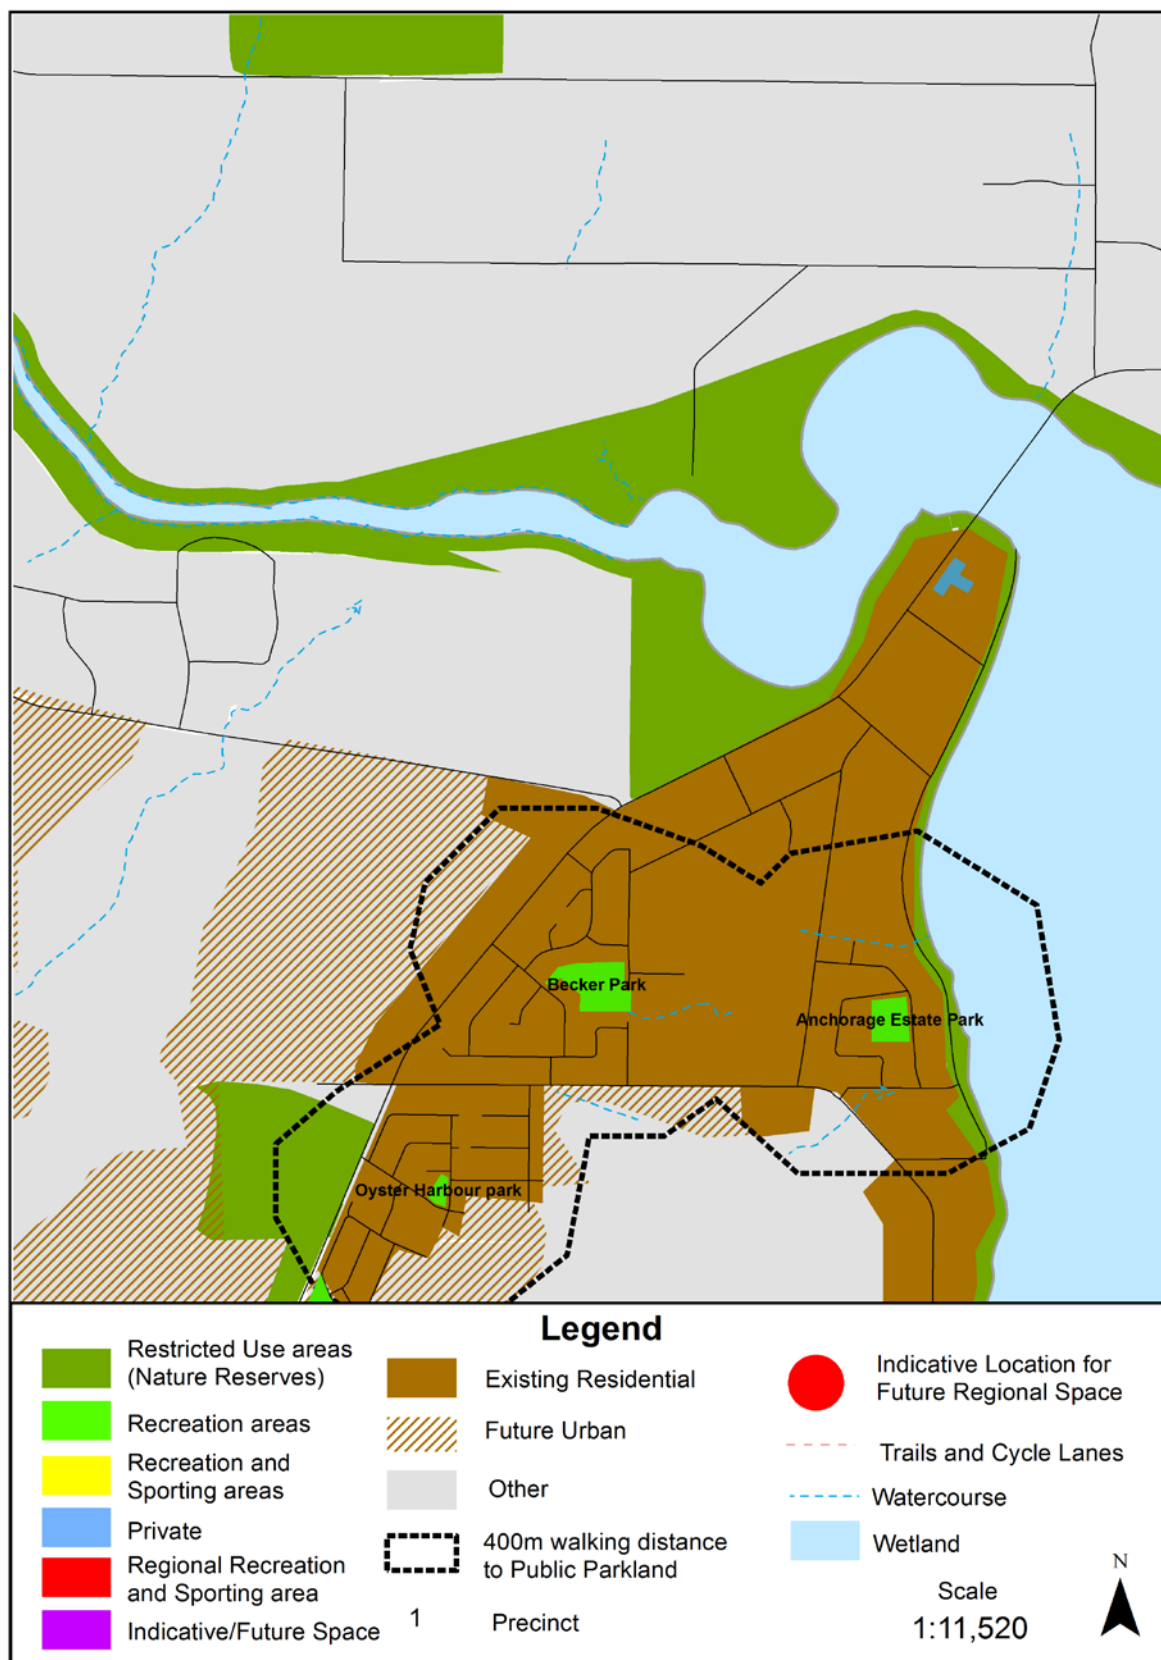 Becker Park
Anchorage Estate Park
Oyster Harbour park
Legend
Restricted Use areas
(Nature Reserves)
Recreation areas
Recreation and
Sporting areas
Private
Regional Recreation
and Sporting area
Indicative/Future Space
Existing Residential
Future Urban
Other
400m walking distance
to Public Parkland
1 Precinct
Indicative Location for
Future Regional Space
Trails and Cycle Lanes
Watercourse
Wetland
Scale
1:11,520
N